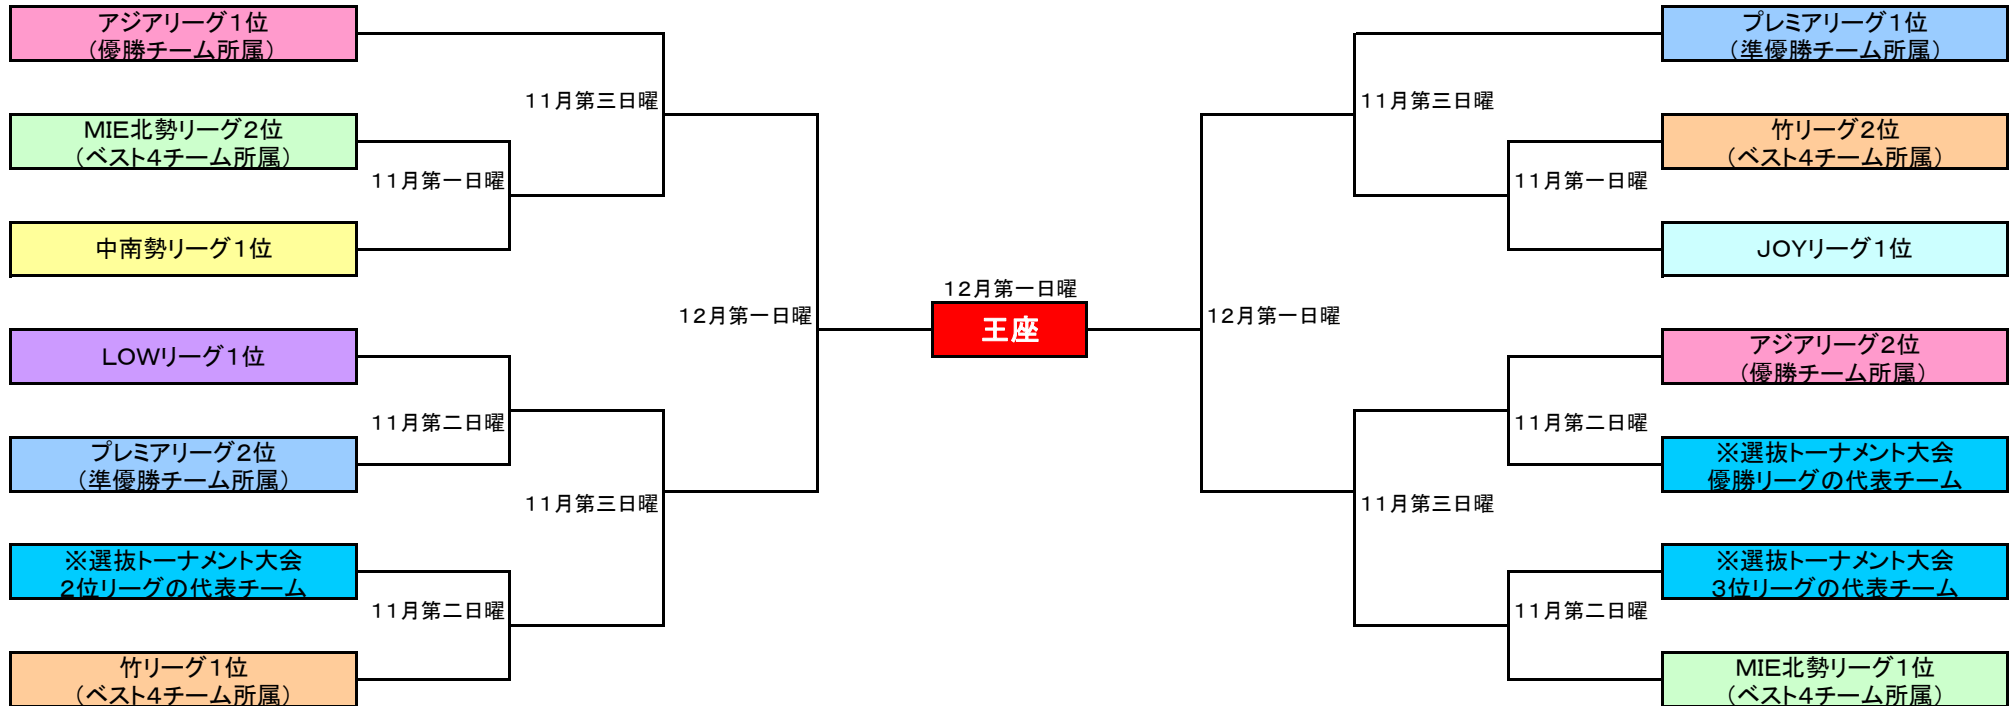 アジアリーグ１位
（優勝チーム所属）
１１月第三日曜
MIE北勢リーグ２位
（ベスト４チーム所属）
１１月第一日曜
中南勢リーグ１位
１２月第一日曜
LOWリーグ１位
１１月第二日曜
プレミアリーグ２位
（準優勝チーム所属）
１１月第三日曜
※選抜トーナメント大会
２位リーグの代表チーム
１１月第二日曜
竹リーグ１位
（ベスト４チーム所属）
１２月第一日曜
王座
プレミアリーグ１位
（準優勝チーム所属）
１１月第三日曜
竹リーグ２位
（ベスト４チーム所属）
１１月第一日曜
JOYリーグ１位
１２月第一日曜
アジアリーグ２位
（優勝チーム所属）
１１月第二日曜
※選抜トーナメント大会
優勝リーグの代表チーム
１１月第三日曜
※選抜トーナメント大会
３位リーグの代表チーム
１１月第二日曜
MIE北勢リーグ１位
（ベスト４チーム所属）